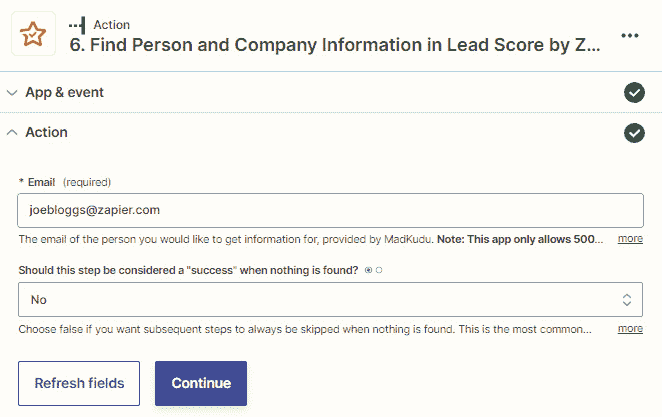 Action
6. Find Person and Company Information in Lead Score by Z...
App & event
Action
* Email (required)
joebloggs@zapier.com
The email of the person you would like to get information for, provided by MadKudu. Note: This app only allows 500... more
Should this step be considered a "success" when nothing is found?
No
Choose false if you want subsequent steps to always be skipped when nothing is found. This is the most common... more
Refresh fields Continue